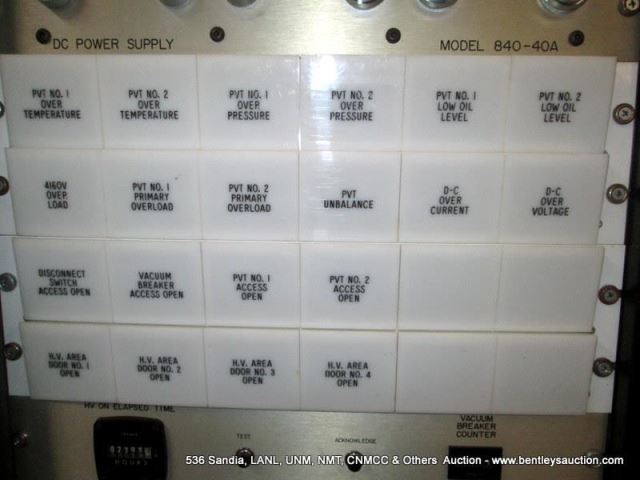 DC POWER SUPPLY MODEL 840-40A
PVT NO. 1
OVER
TEMPERATURE
PVT NO. 2
OVER
TEMPERATURE
PVT NO. 1
OVER
PRESSURE
PVT NO. 2
OVER
PRESSURE
PVT NO. 1
LOW OIL
LEVEL
PVT NO. 2
LOW OIL
LEVEL
4160V
OVER
LOAD
PVT NO. 1
PRIMARY
OVERLOAD
PVT NO. 2
PRIMARY
OVERLOAD
PVT
UNBALANCE
D-C
OVER
CURRENT
D-C
OVER
VOLTAGE
DISCONNECT
SWITCH
ACCESS OPEN
VACUUM
BREAKER
ACCESS OPEN
PVT NO. 1
ACCESS
OPEN
PVT NO. 2
ACCESS
OPEN
H.V. AREA
DOOR NO. 1
OPEN
H.V. AREA
DOOR NO. 2
OPEN
H.V. AREA
DOOR NO. 3
OPEN
H.V. AREA
DOOR NO. 4
OPEN
HV ON ELAPSED TIME
HOURS
TEST
ACKNOWLEDGE
VACUUM
BREAKER
COUNTER
536 Sandia, LANL, UNM, NMT, CNMCC & Others Auction - www.bentleysauction.com